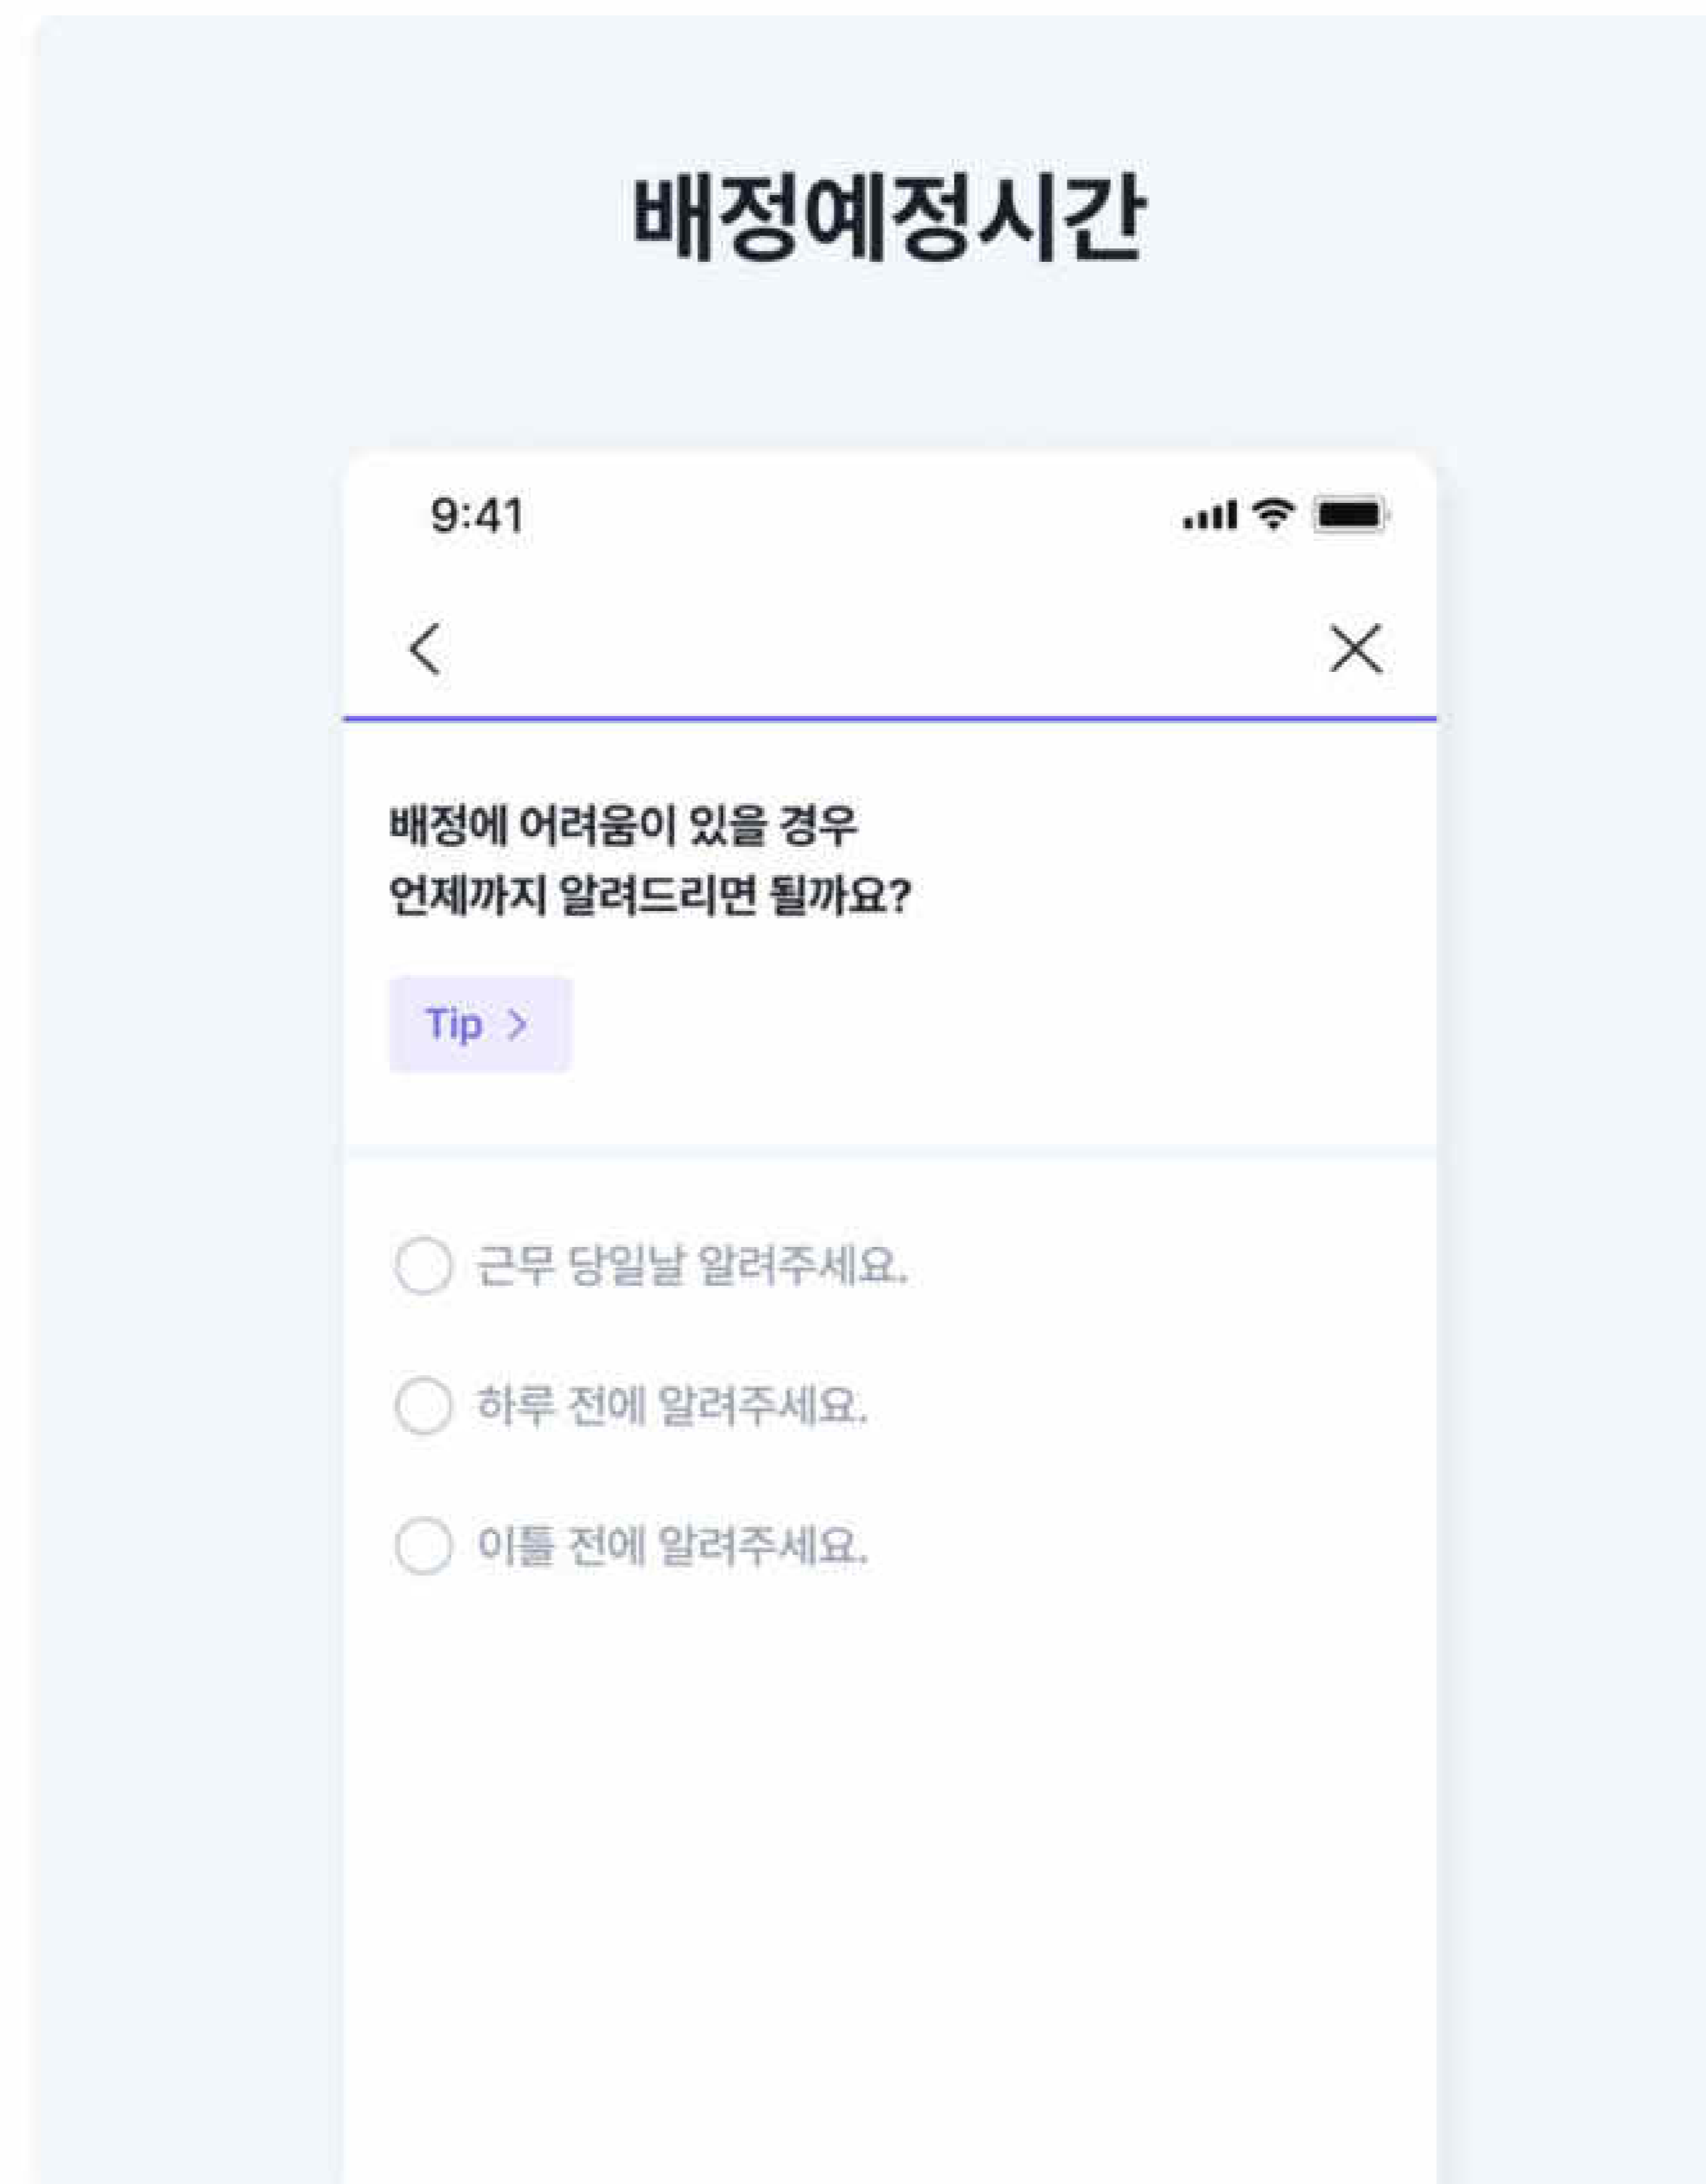 배정예정시간
9:41
배정에 어려움이 있을 경우
언제까지 알려드리면 될까요?
Tip >
근무 당일날 알려주세요.
하루 전에 알려주세요.
이틀 전에 알려주세요.